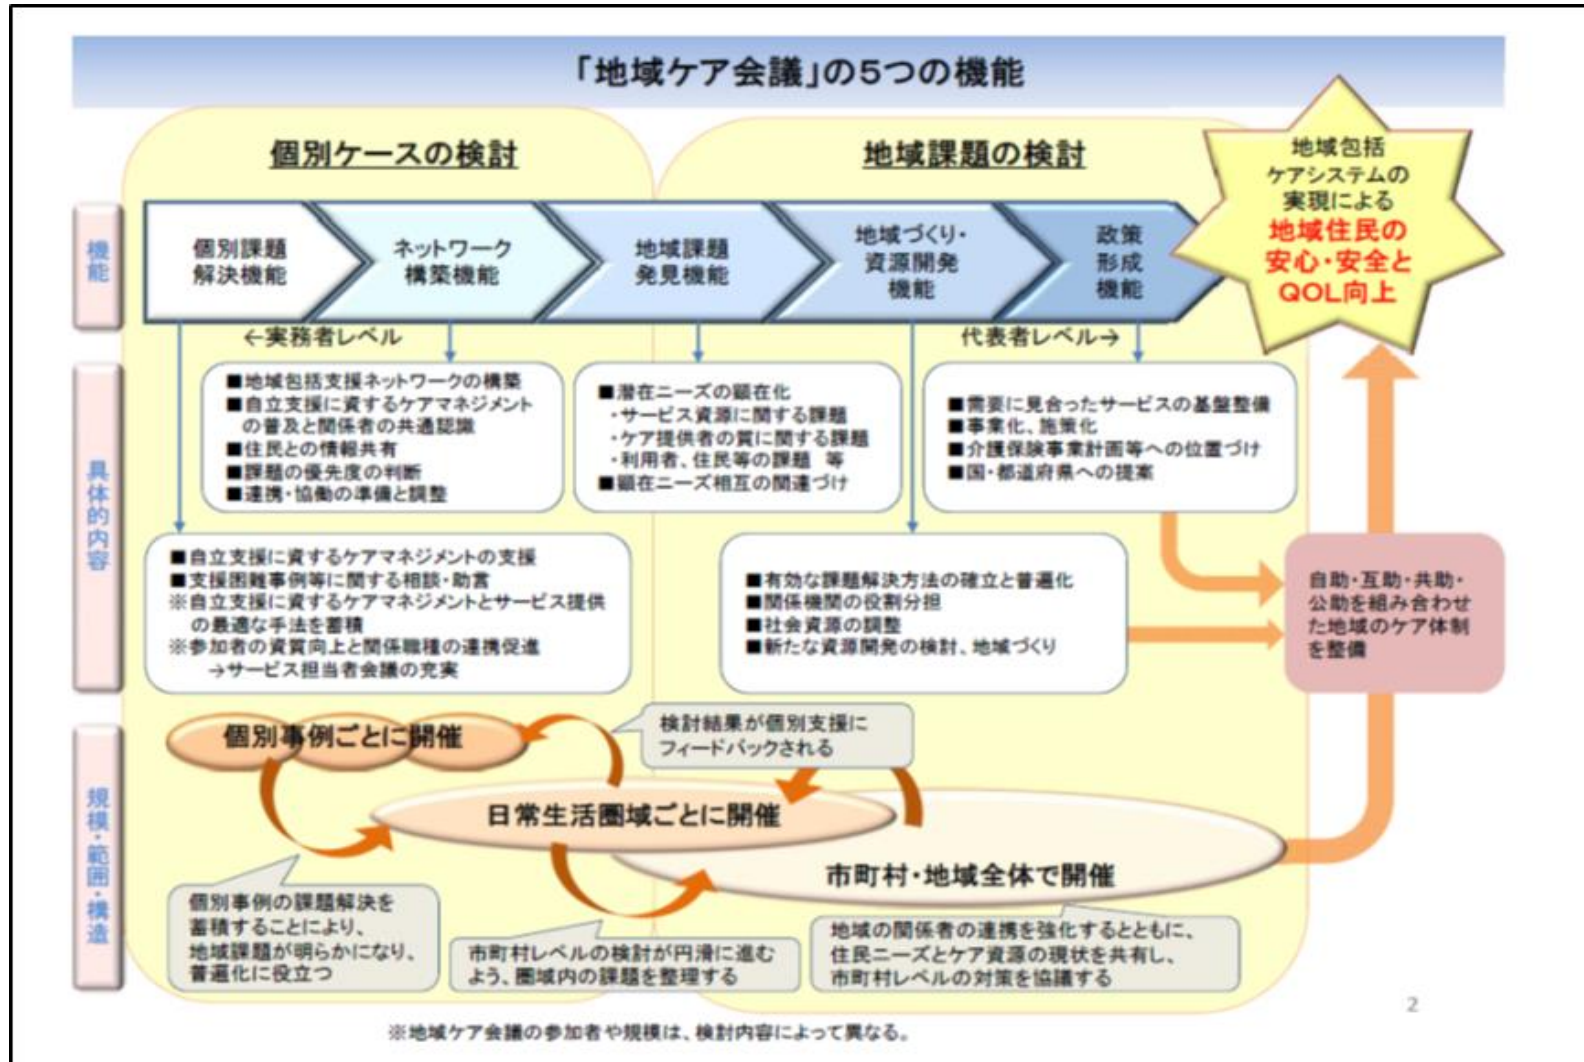 「地域ケア会議」の5つの機能
個別ケースの検討
地域課題の検討
地域包括
ケアシステムの
実現による
地域住民の
安心・安全と
QOL向上
機能
個別課題
解決機能
ネットワーク
構築機能
地域課題
発見機能
地域づくり・
資源開発
機能
政策
形成
機能
←実務者レベル
代表者レベル→
具体的内容
■地域包括支援ネットワークの構築
■自立支援に資するケアマネジメント
の普及と関係者の共通認識
■住民との情報共有
■課題の優先度の判断
■連携・協働の準備と調整
■潜在ニーズの顕在化
・サービス資源に関する課題
・ケア提供者の質に関する課題
・利用者、住民等の課題 等
■顕在ニーズ相互の関連づけ
■需要に見合ったサービスの基盤整備
■事業化、施策化
■介護保険事業計画等への位置づけ
■国・都道府県への提案
■自立支援に資するケアマネジメントの支援
■支援困難事例等に関する相談・助言
※自立支援に資するケアマネジメントとサービス提供
の最適な手法を蓄積
※参加者の資質向上と関係職種の連携促進
→サービス担当者会議の充実
■有効な課題解決方法の確立と普遍化
■関係機関の役割分担
■社会資源の調整
■新たな資源開発の検討、地域づくり
自助・互助・共助・
公助を組み合わせ
た地域のケア体制
を整備
規模・範囲・構造
個別事例ごとに開催
検討結果が個別支援に
フィードバックされる
日常生活圏域ごとに開催
市町村・地域全体で開催
個別事例の課題解決を
蓄積することにより、
地域課題が明らかになり、
普遍化に役立つ
市町村レベルの検討が円滑に進む
よう、圏域内の課題を整理する
地域の関係者の連携を強化するとともに、
住民ニーズとケア資源の現状を共有し、
市町村レベルの対策を協議する
※地域ケア会議の参加者や規模は、検討内容によって異なる。
2